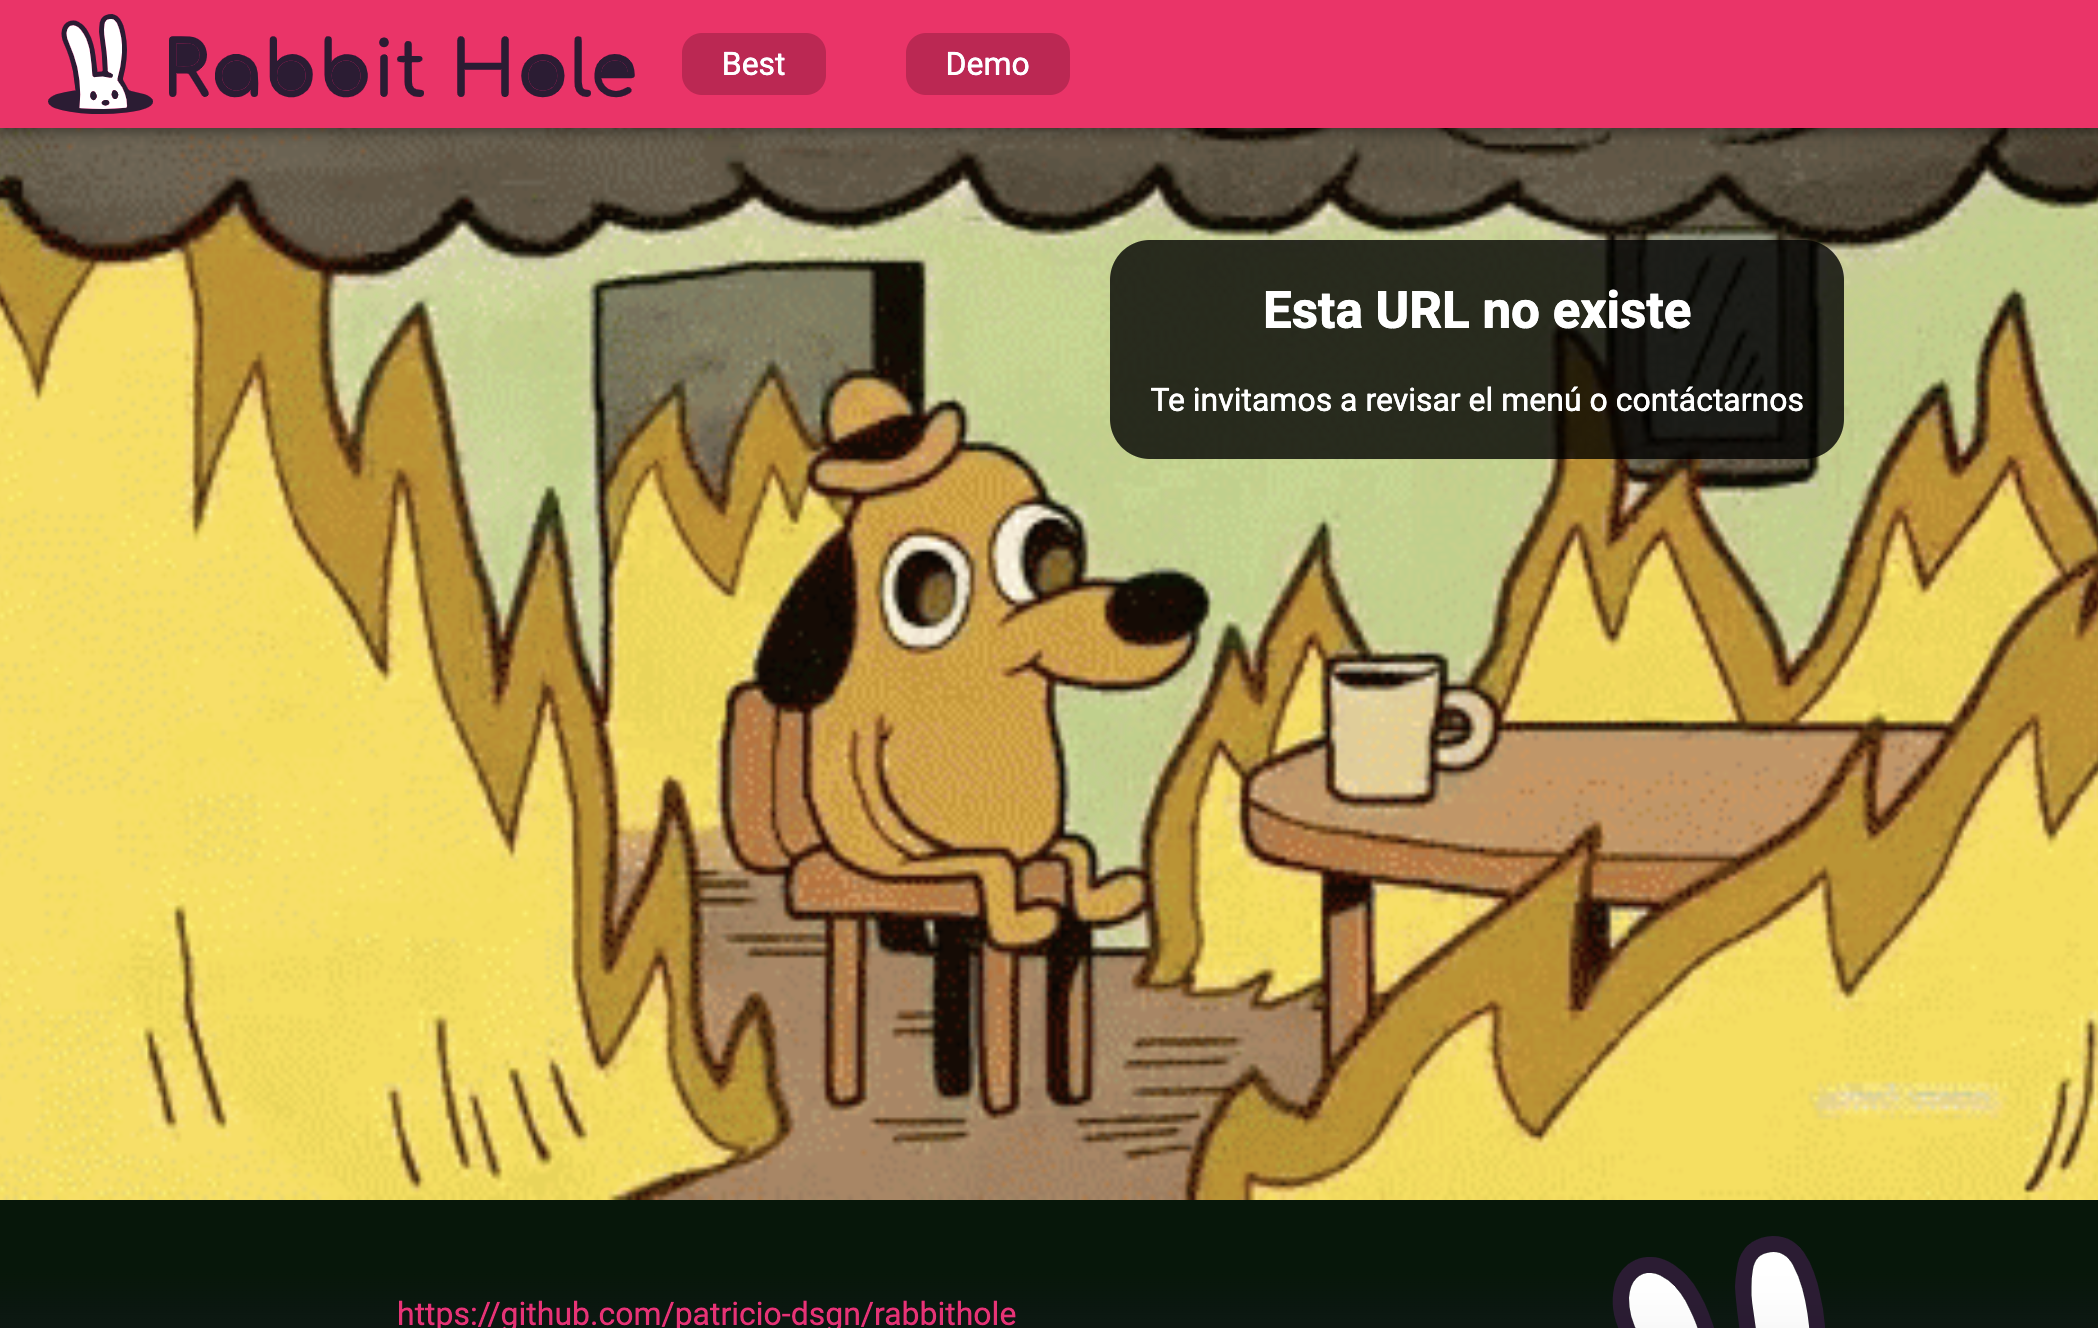 Rabbit Hole
Best
Demo
Esta URL no existe
Te invitamos a revisar el menú o contáctarnos
https://github.com/patricio-dsgn/rabbithole